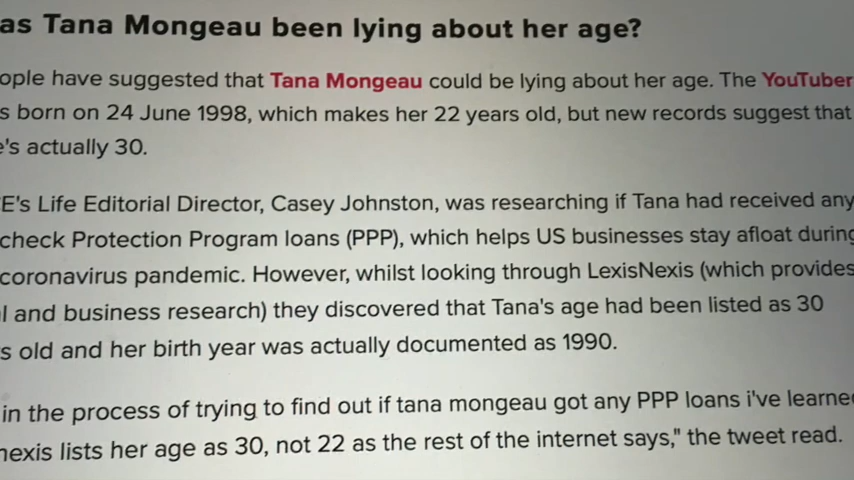 as Tana Mongeau been lying about her age?
ople have suggested that Tana Mongeau could be lying about her age. The YouTuber
s born on 24 June 1998, which makes her 22 years old, but new records suggest that
e's actually 30.
E's Life Editorial Director, Casey Johnston, was researching if Tana had received any
check Protection Program loans (PPP), which helps US businesses stay afloat during
coronavirus pandemic. However, whilst looking through LexisNexis (which provides
l and business research) they discovered that Tana's age had been listed as 30
s old and her birth year was actually documented as 1990.
in the process of trying to find out if tana mongeau got any PPP loans i've learned
nexis lists her age as 30, not 22 as the rest of the internet says," the tweet read.